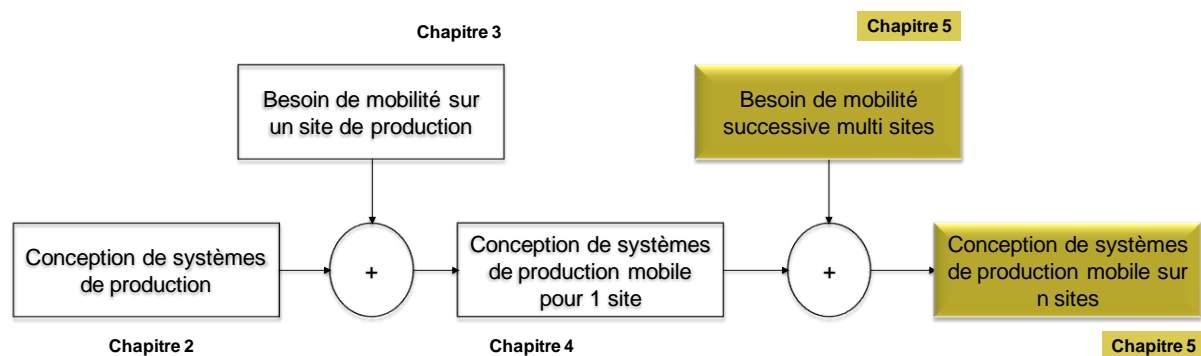 Chapitre 3
Chapitre 5
Besoin de mobilité sur
un site de production
Besoin de mobilité
successive multi sites
Conception de systèmes
de production
+
Conception de systèmes
de production mobile
pour 1 site
+
Conception de systèmes
de production mobile sur
n sites
Chapitre 2
Chapitre 4
Chapitre 5